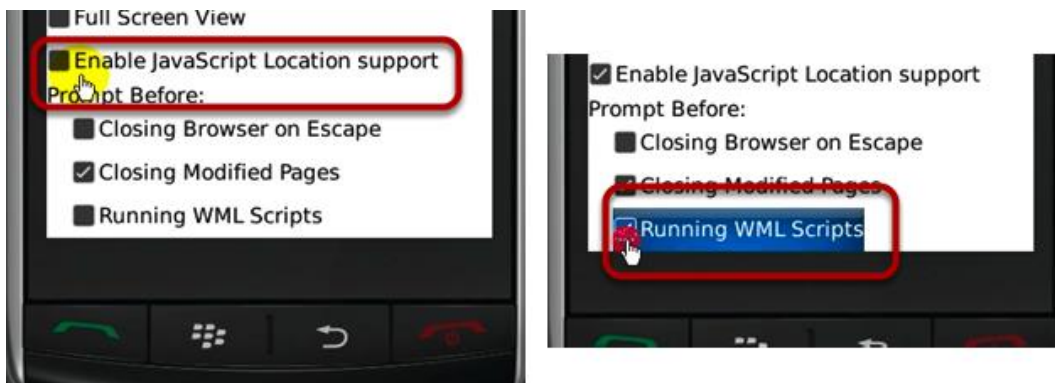 Full Screen View
Enable JavaScript Location support
Prompt Before:
Closing Browser on Escape
Closing Modified Pages
Running WML Scripts
Enable JavaScript Location support
Prompt Before:
Closing Browser on Escape
Closing Modified Pages
Running WML Scripts